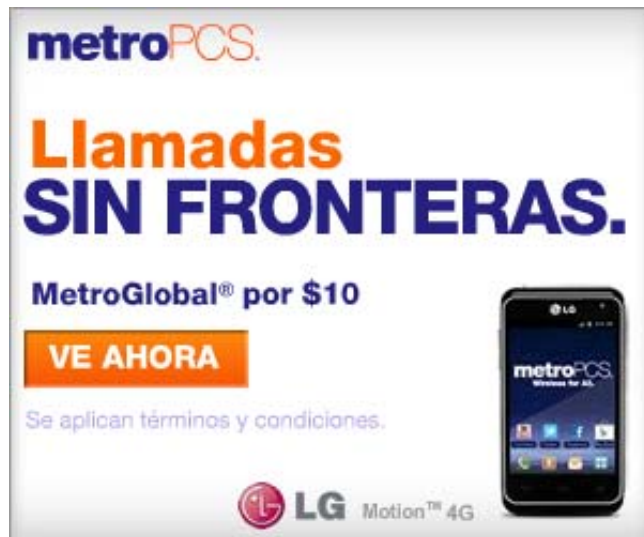 metroPCS.
Llamadas
SIN FRONTERAS.
MetroGlobal® por $10
VE AHORA
Se aplican términos y condiciones.
LG
metroPCS.
Wireless for All.
LG Motion™ 4G